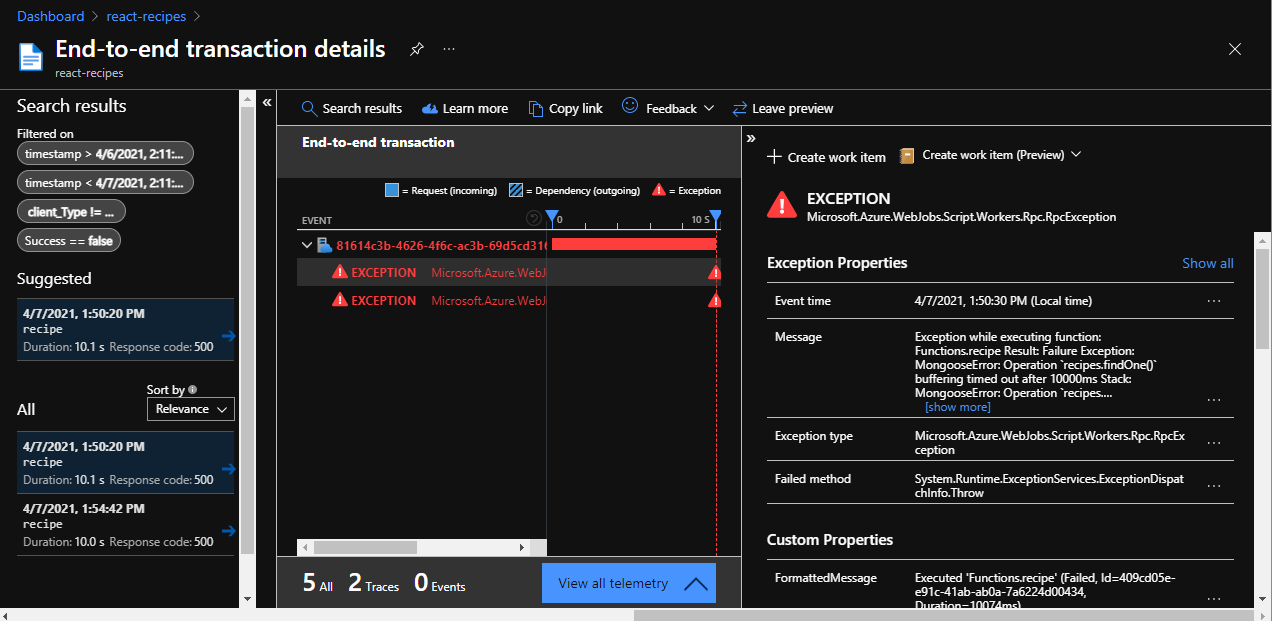 Dashboard > react-recipes >
End-to-end transaction details
react-recipes
Search results
Filtered on
timestamp > 4/6/2021, 2:11:...
timestamp < 4/7/2021, 2:11:...
client_Type != ...
Success == false
Suggested
4/7/2021, 1:50:20 PM
recipe
Duration: 10.1 s Response code: 500
Sort by
All
Relevance
4/7/2021, 1:50:20 PM
recipe
Duration: 10.1 s Response code: 500
4/7/2021, 1:54:42 PM
recipe
Duration: 10.0 s Response code: 500
Search results Learn more Copy link Feedback Leave preview
End-to-end transaction
= Request (incoming) = Dependency (outgoing) = Exception
EVENT 0 10 S
81614c3b-4626-4f6c-ac3b-69d5cd31
EXCEPTION Microsoft.Azure.WebJ
EXCEPTION Microsoft.Azure.WebJ
5 All 2 Traces 0 Events
View all telemetry
Create work item Create work item (Preview)
EXCEPTION
Microsoft.Azure.WebJobs.Script.Workers.Rpc.RpcException
Exception Properties Show all
Event time 4/7/2021, 1:50:30 PM (Local time) ...
Message Exception while executing function:
Functions.recipe Result: Failure Exception:
MongooseError: Operation `recipes.findOne()`
buffering timed out after 10000ms Stack:
MongooseError: Operation `recipes....
[show more] ...
Exception type Microsoft.Azure.WebJobs.Script.Workers.Rpc.RpcEx
ception ...
Failed method System.Runtime.ExceptionServices.ExceptionDispat
chInfo.Throw ...
Custom Properties
FormattedMessage Executed 'Functions.recipe' (Failed, Id=409cd05e-
e91c-41ab-ab0a-7a6224d00434,
Duration=10074ms) ...